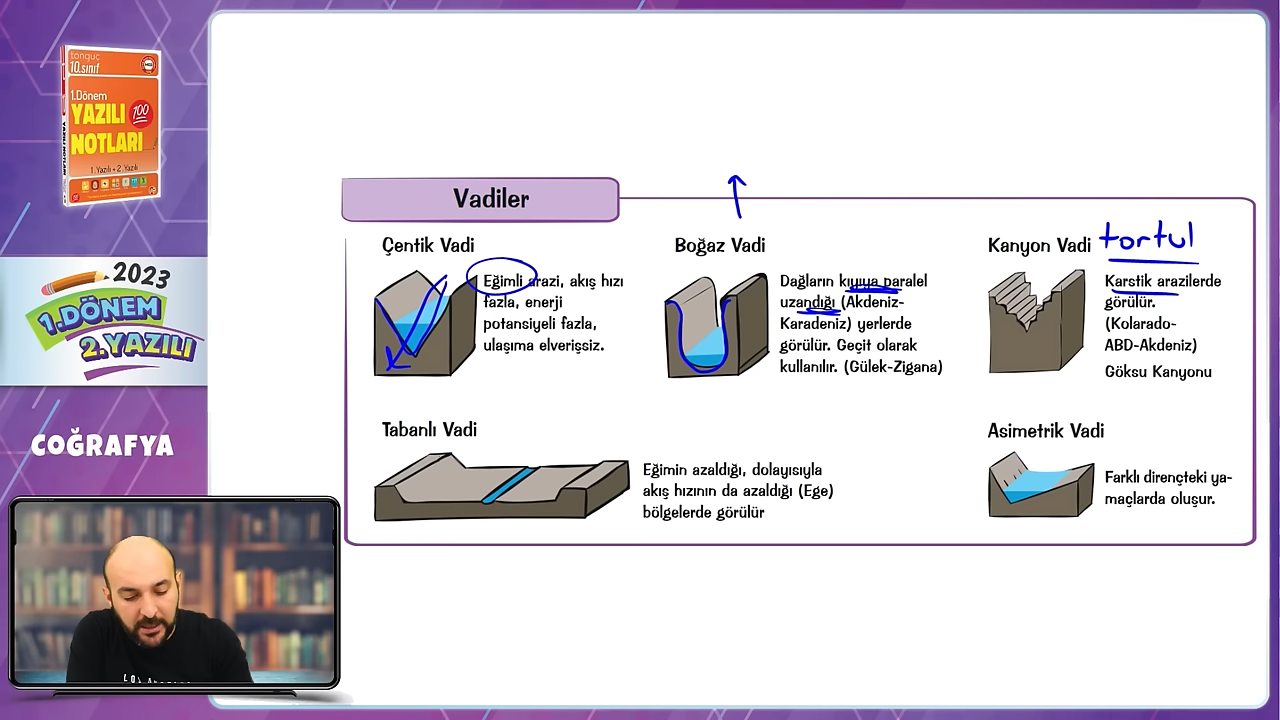 tonguç
10.sınıf
1.Dönem
YAZILI
100
NOTLARI
YAZILI NOTLARI
1. Yazılı + 2. Yazılı
2023
1.DÖNEM
2.YAZILI
COĞRAFYA
Vadiler
Çentik Vadi
Eğimli arazi, akış hızı
fazla, enerji
potansiyeli fazla,
ulaşıma elverişsiz.
Boğaz Vadi
Dağların kıyıya paralel
uzandığı (Akdeniz-
Karadeniz) yerlerde
görülür. Geçit olarak
kullanılır. (Gülek-Zigana)
Kanyon Vadi tortul
Karstik arazilerde
görülür.
(Kolarado-
ABD-Akdeniz)
Göksu Kanyonu
Tabanlı Vadi
Eğimin azaldığı, dolayısıyla
akış hızının da azaldığı (Ege)
bölgelerde görülür
Asimetrik Vadi
Farklı dirençteki ya-
maçlarda oluşur.